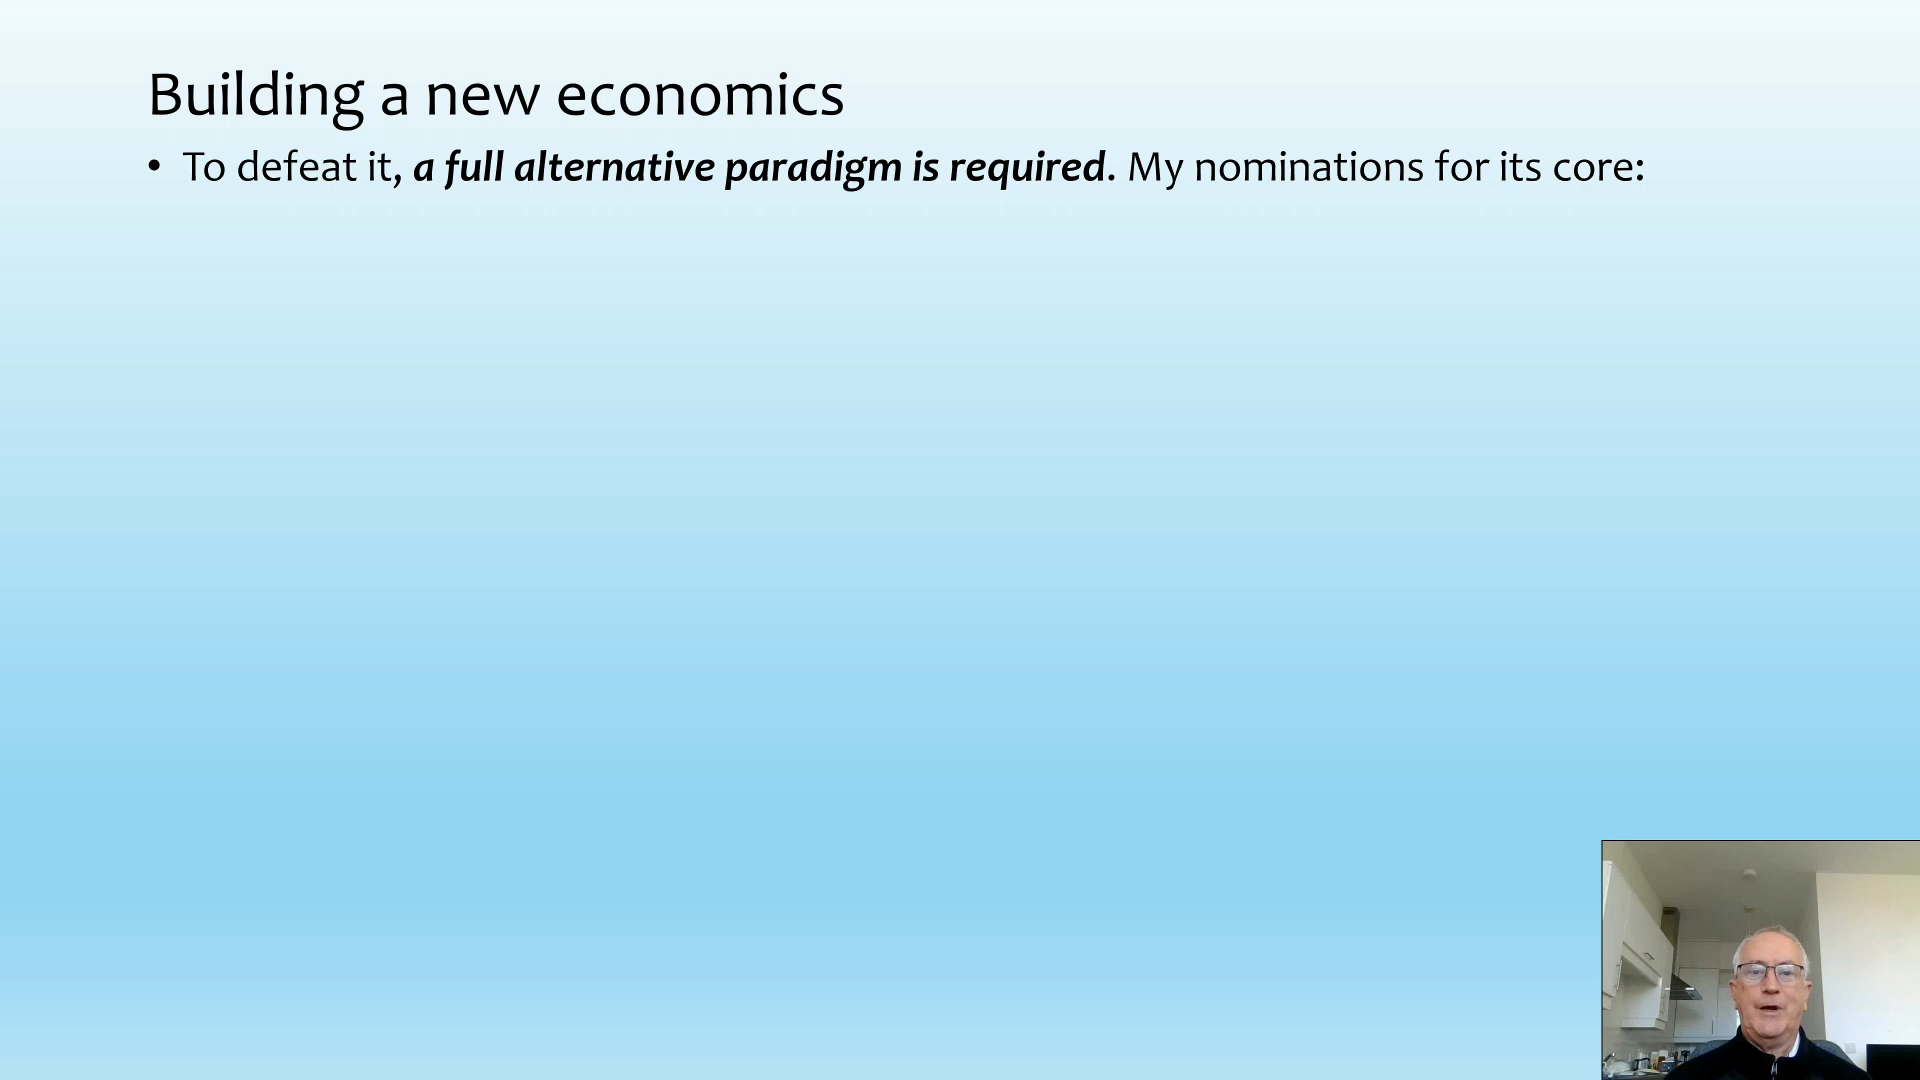 Building a new economics
• To defeat it, a full alternative paradigm is required. My nominations for its core: